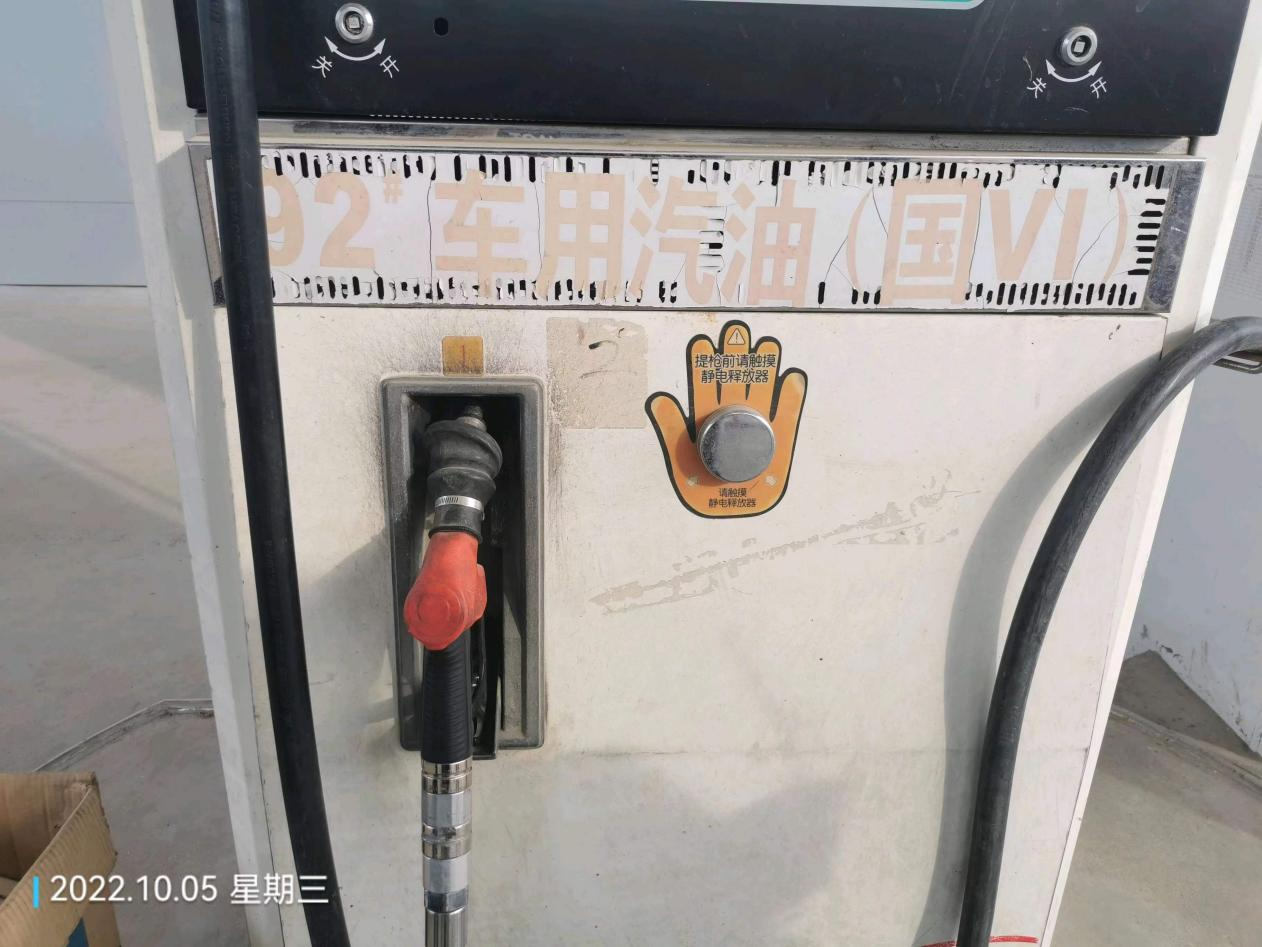 关 开
关 开
92# 车用汽油（国VI）
1
2
提枪前请触摸
静电释放器
请触摸
静电释放器
2022.10.05 星期三